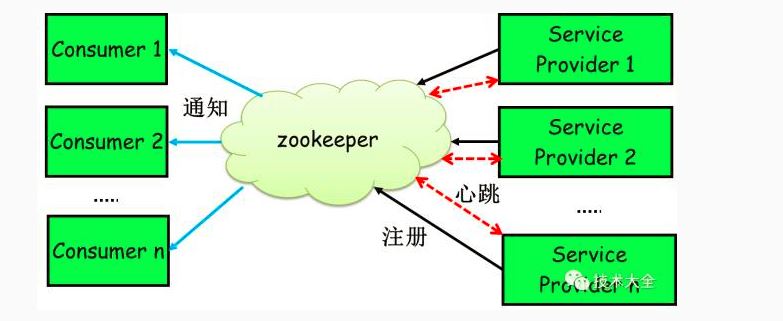 Consumer 1
通知
Consumer 2
.....
Consumer n
zookeeper
心跳
注册
Service
Provider 1
Service
Provider 2
.....
Service
Provider n
技术大全